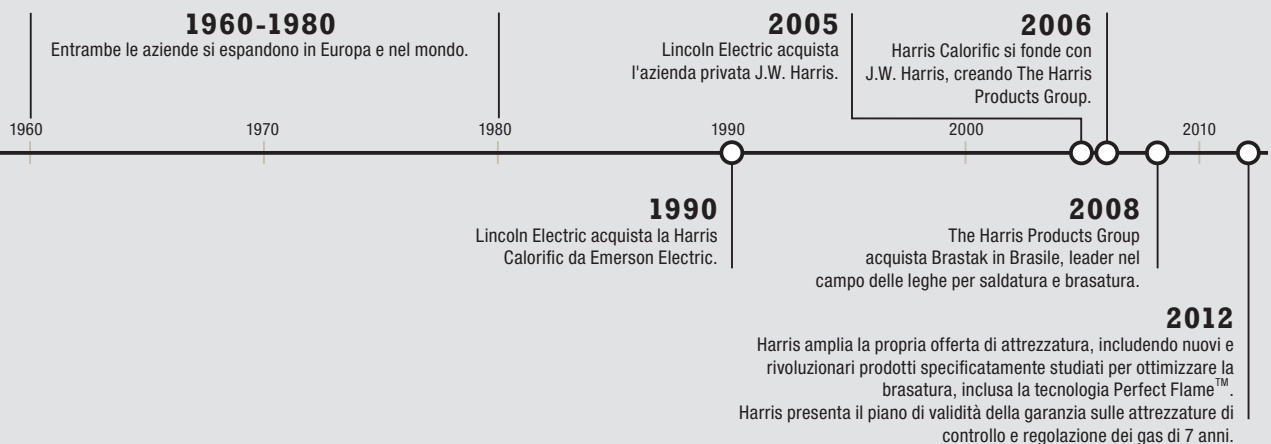 1960-1980
Entrambe le aziende si espandono in Europa e nel mondo.
2005
Lincoln Electric acquista
l'azienda privata J.W. Harris.
2006
Harris Calorific si fonde con
J.W. Harris, creando The Harris
Products Group.
1960
1970
1980
1990
2000
2010
1990
Lincoln Electric acquista la Harris
Calorific da Emerson Electric.
2008
The Harris Products Group
acquista Brastak in Brasile, leader nel
campo delle leghe per saldatura e brasatura.
2012
Harris amplia la propria offerta di attrezzatura, includendo nuovi e
rivoluzionari prodotti specificatamente studiati per ottimizzare la
brasatura, inclusa la tecnologia Perfect Flame™.
Harris presenta il piano di validità della garanzia sulle attrezzature di
controllo e regolazione dei gas di 7 anni.